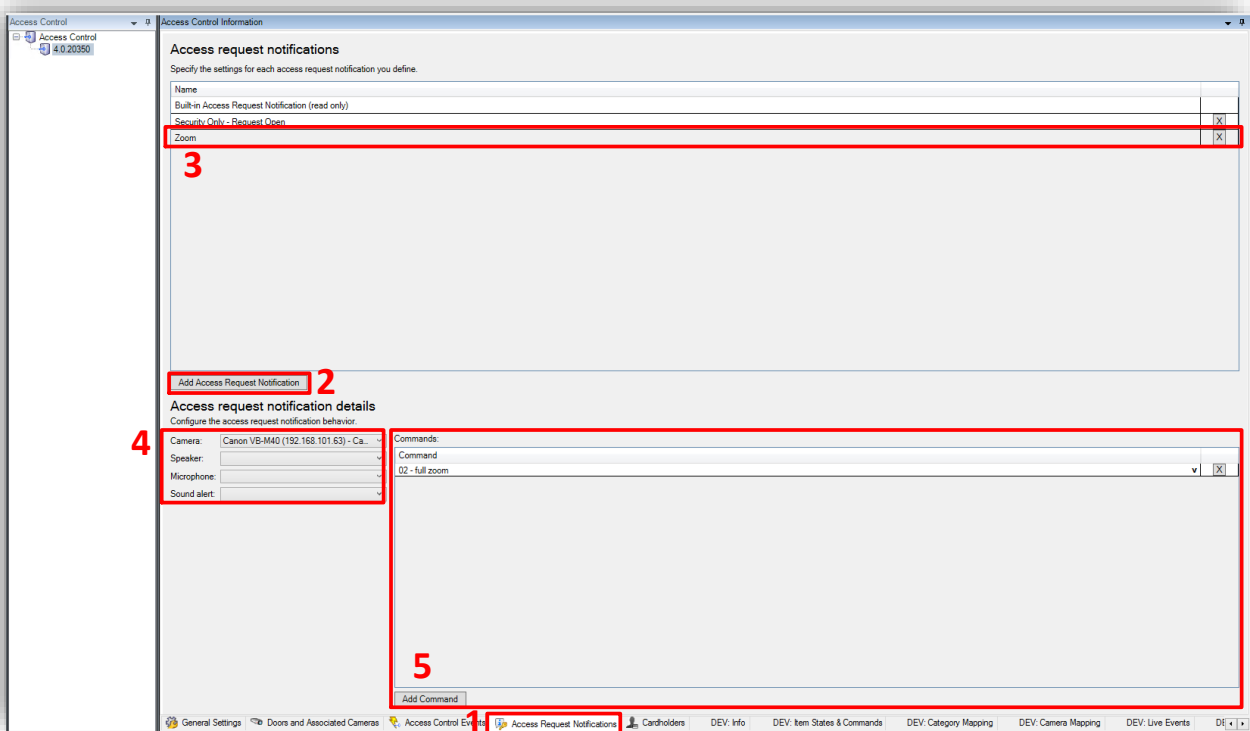 Access Control
Access Control Information
Access Control
4.0.20350
Access request notifications
Specify the settings for each access request notification you define.
Name
Built-in Access Request Notification (read only)
Security Only - Request Open
X
Zoom
X
3
Add Access Request Notification
2
Access request notification details
Configure the access request notification behavior.
4
Camera:
Canon VB-M40 (192.168.101.63) - Ca...
Speaker:
Microphone:
Sound alert:
Commands:
Command
02 - full zoom
v
X
5
Add Command
General Settings
Doors and Associated Cameras
Access Control Events
1
Access Request Notifications
Cardholders
DEV: Info
DEV: Item States & Commands
DEV: Category Mapping
DEV: Camera Mapping
DEV: Live Events